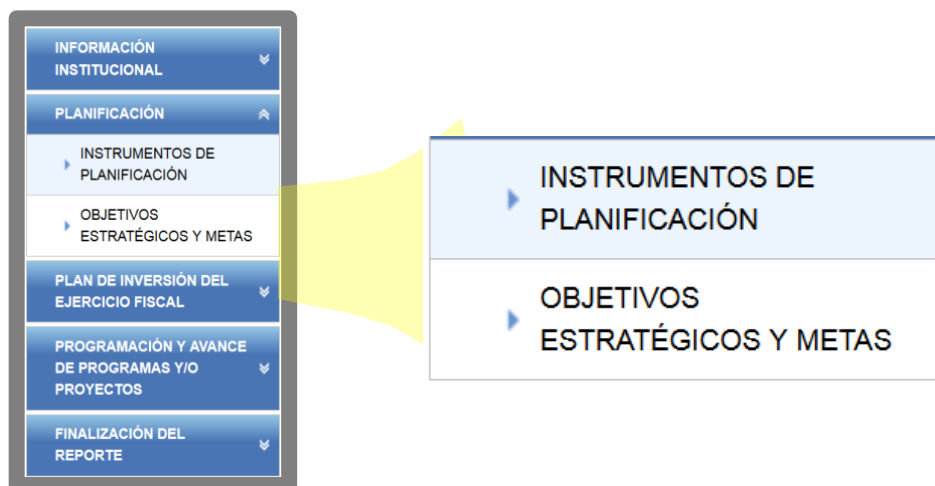 INFORMACIÓN
INSTITUCIONAL
PLANIFICACIÓN
INSTRUMENTOS DE
PLANIFICACIÓN
OBJETIVOS
ESTRATÉGICOS Y METAS
PLAN DE INVERSIÓN DEL
EJERCICIO FISCAL
PROGRAMACIÓN Y AVANCE
DE PROGRAMAS Y/O
PROYECTOS
FINALIZACIÓN DEL
REPORTE
INSTRUMENTOS DE
PLANIFICACIÓN
OBJETIVOS
ESTRATÉGICOS Y METAS